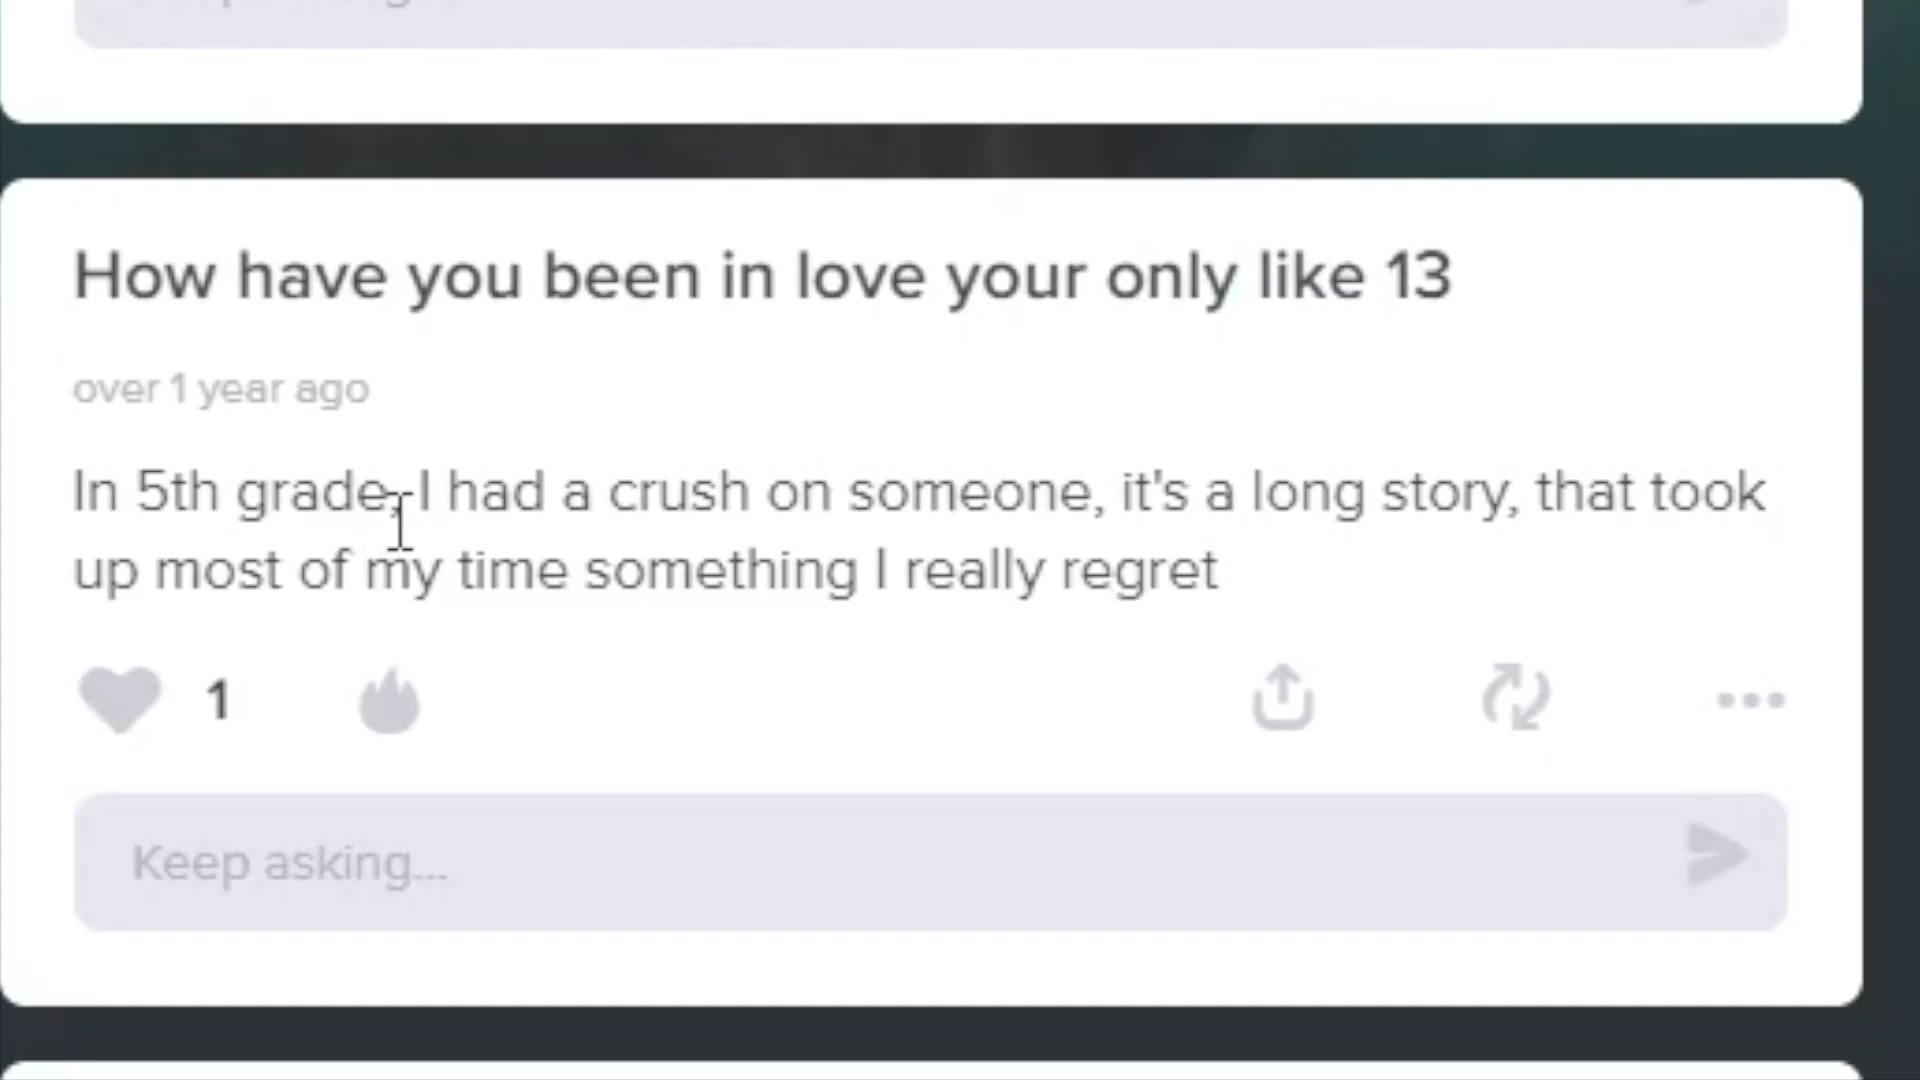 How have you been in love your only like 13
over 1 year ago
In 5th grade, I had a crush on someone, it's a long story, that took
up most of my time something I really regret
1
Keep asking...